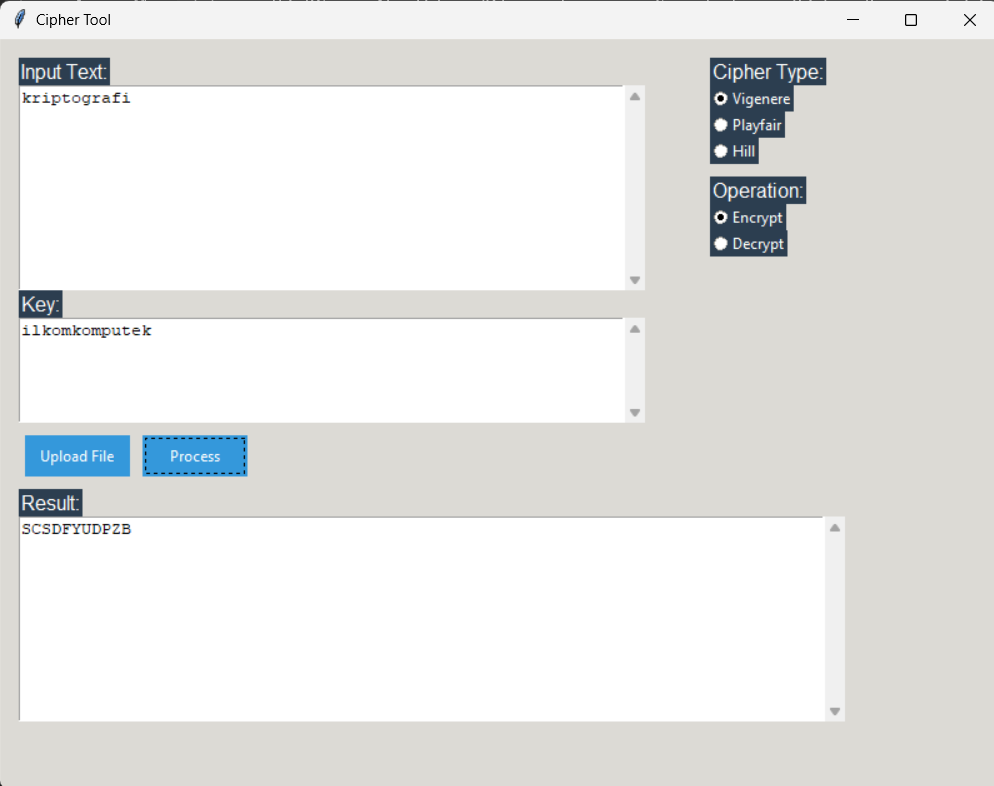 Cipher Tool
Input Text:
kriptografi
Key:
ilkomkomputek
Upload File
Process
Result:
SCSDFYUDPZB
Cipher Type:
Vigenere
Playfair
Hill
Operation:
Encrypt
Decrypt